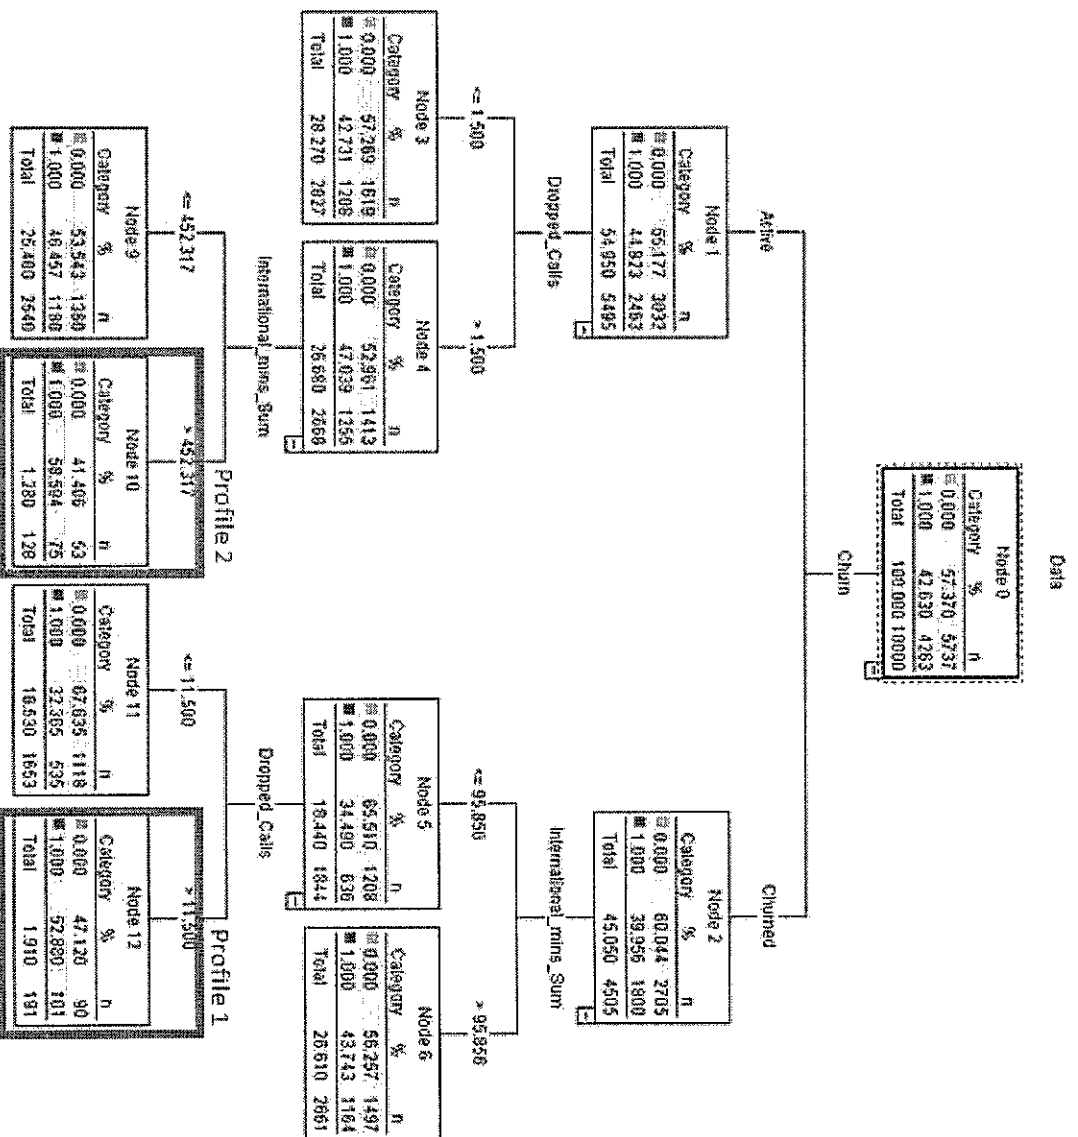 Data
Node 0
Category % n
0.000 57.370 5737
1.000 42.630 4263
Total 100.000 10000
Churn
Active
Churned
Node 1
Category % n
0.000 55.177 3032
1.000 44.823 2463
Total 54.950 5495
Node 2
Category % n
0.000 60.044 2705
1.000 39.956 1800
Total 45.050 4505
Dropped_Calls
International_mins_Sum
<= 1.500
> 1.500
<= 95.850
> 95.850
Node 3
Category % n
0.000 57.269 1619
1.000 42.731 1208
Total 28.270 2827
Node 4
Category % n
0.000 52.961 1413
1.000 47.039 1255
Total 26.680 2668
Node 5
Category % n
0.000 65.510 1208
1.000 34.490 636
Total 18.440 1844
Node 6
Category % n
0.000 56.257 1497
1.000 43.743 1164
Total 26.610 2661
International_mins_Sum
Dropped_Calls
Profile 2
Profile 1
<= 452.317
> 452.317
<= 11.500
> 11.500
Node 9
Category % n
0.000 53.543 1360
1.000 46.457 1180
Total 25.400 2540
Node 10
Category % n
0.000 41.406 53
1.000 58.594 75
Total 1.280 128
Node 11
Category % n
0.000 67.635 1118
1.000 32.365 535
Total 16.530 1653
Node 12
Category % n
0.000 47.120 90
1.000 52.880 101
Total 1.910 191